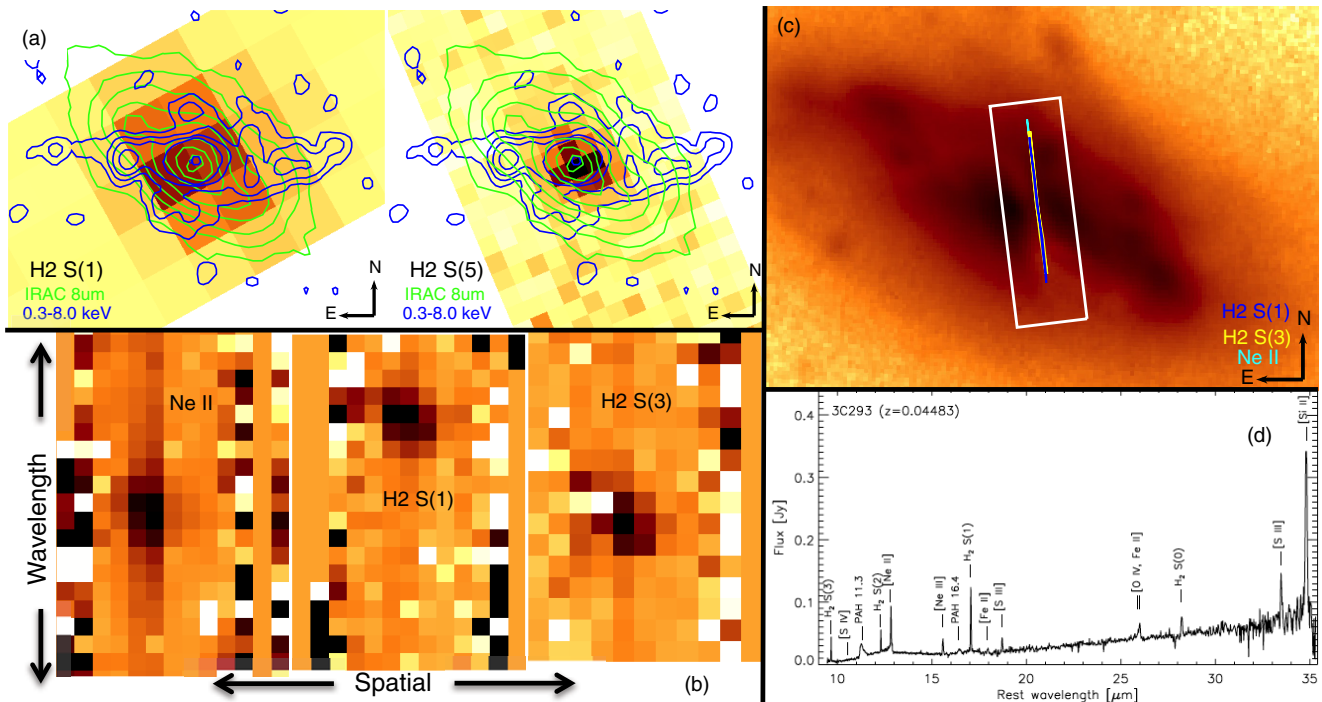 (a)
H2 S(1)
IRAC 8um
0.3-8.0 keV
N
E
H2 S(5)
IRAC 8um
0.3-8.0 keV
N
E
Wavelength
Ne II
H2 S(1)
H2 S(3)
Spatial
(b)
(c)
H2 S(1)
H2 S(3)
Ne II
N
E
3C293 (z=0.04483)
(d)
Flux [Jy]
0.4
0.3
0.2
0.1
0.0
H₂ S(3)
[S IV]
PAH 11.3
H₂ S(2)
[Ne II]
[Ne III]
PAH 16.4
H₂ S(1)
[Fe II]
[S III]
[O IV, Fe II]
H₂ S(0)
[S III]
[Si II]
10 15 20 25 30 35
Rest wavelength [μm]